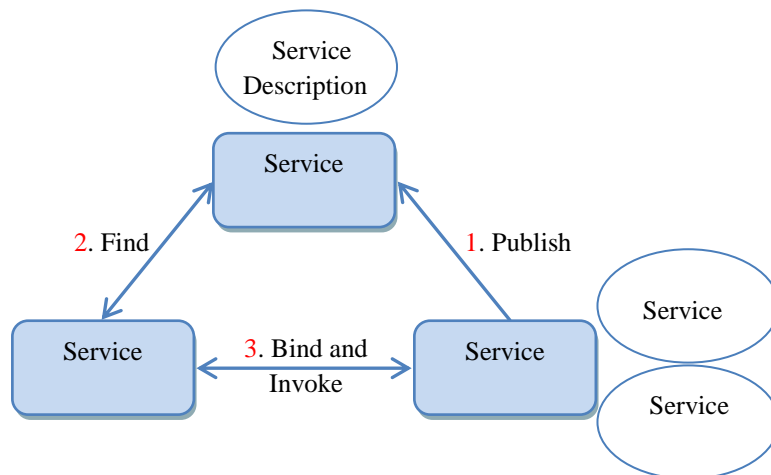 Service
Description
Service
2. Find
1. Publish
Service
Service
3. Bind and
Invoke
Service
Service